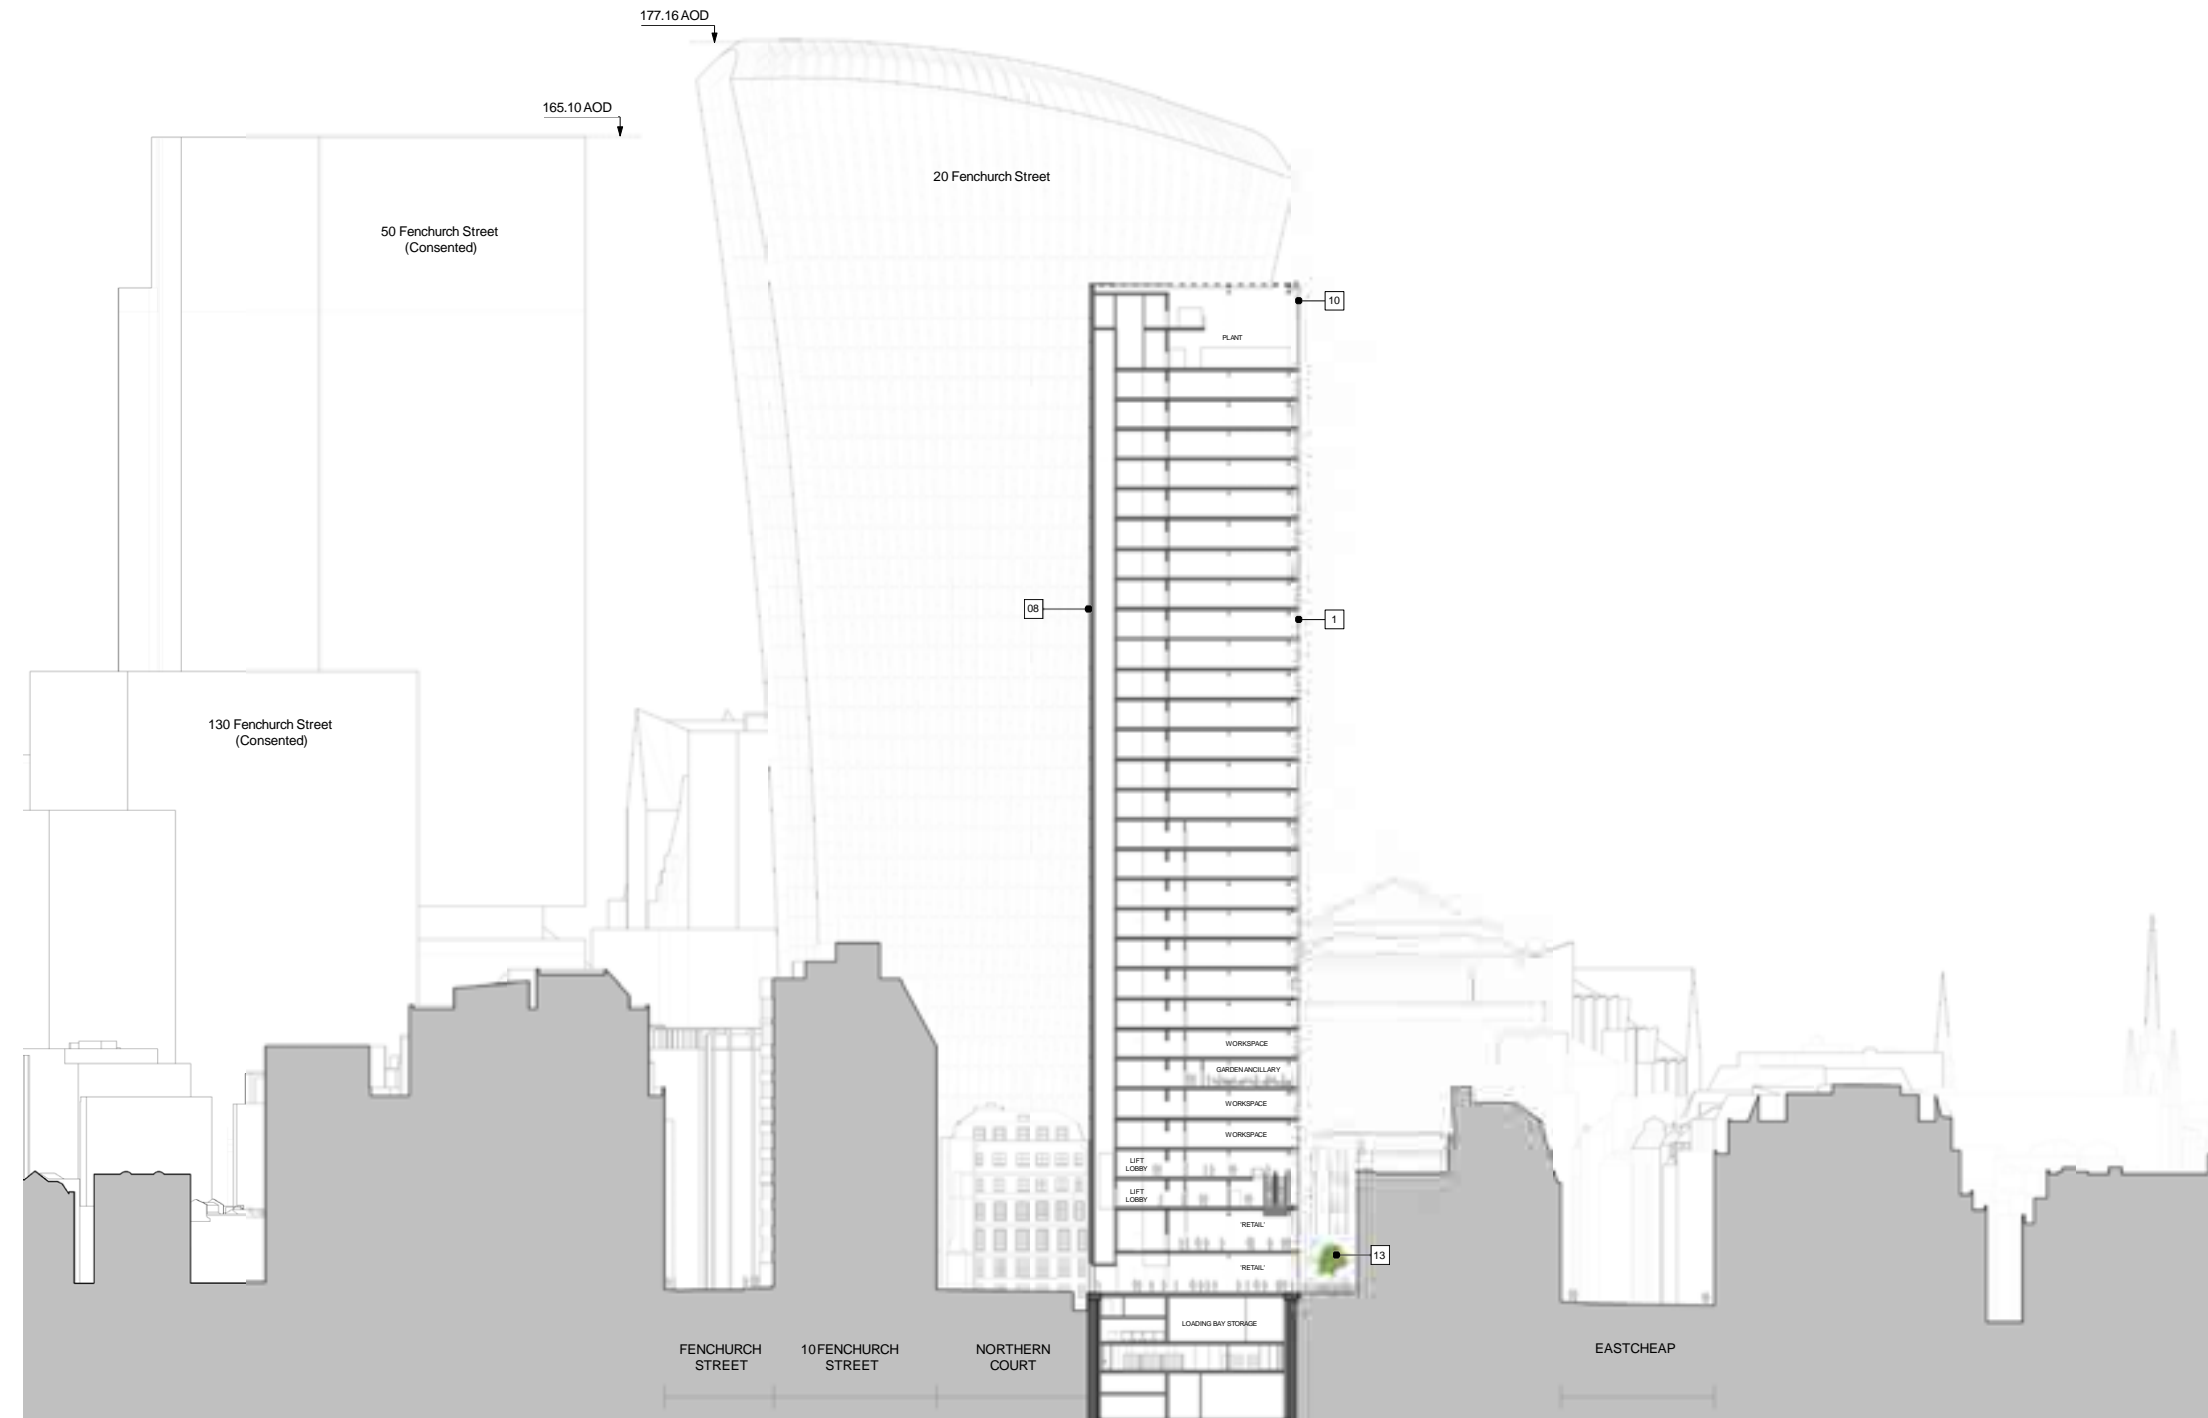 177.16 AOD
165.10 AOD
20 Fenchurch Street
50 Fenchurch Street
(Consented)
10
PLANT
08
1
130 Fenchurch Street
(Consented)
WORKSPACE
GARDEN ANCILLARY
WORKSPACE
WORKSPACE
LIFT
LOBBY
LIFT
LOBBY
'RETAIL'
13
'RETAIL'
LOADING BAY STORAGE
FENCHURCH
STREET
10 FENCHURCH
STREET
NORTHERN
COURT
EASTCHEAP